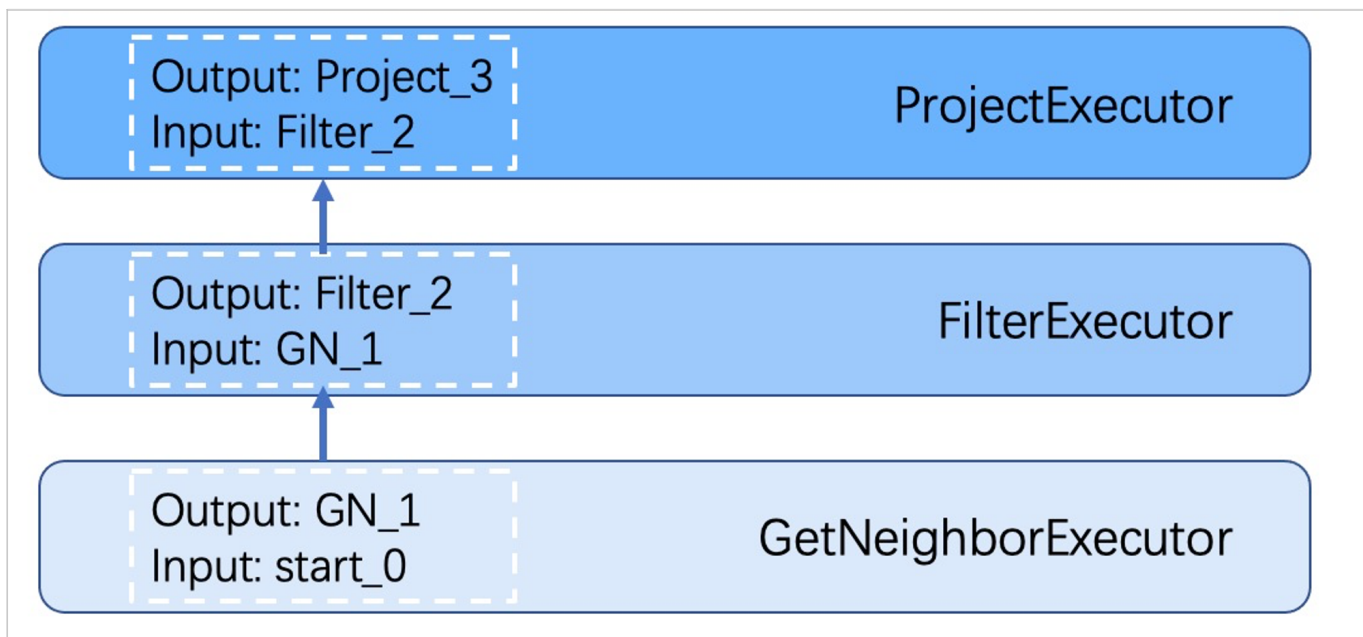 Output: Project_3
Input: Filter_2
ProjectExecutor
Output: Filter_2
Input: GN_1
FilterExecutor
Output: GN_1
Input: start_0
GetNeighborExecutor